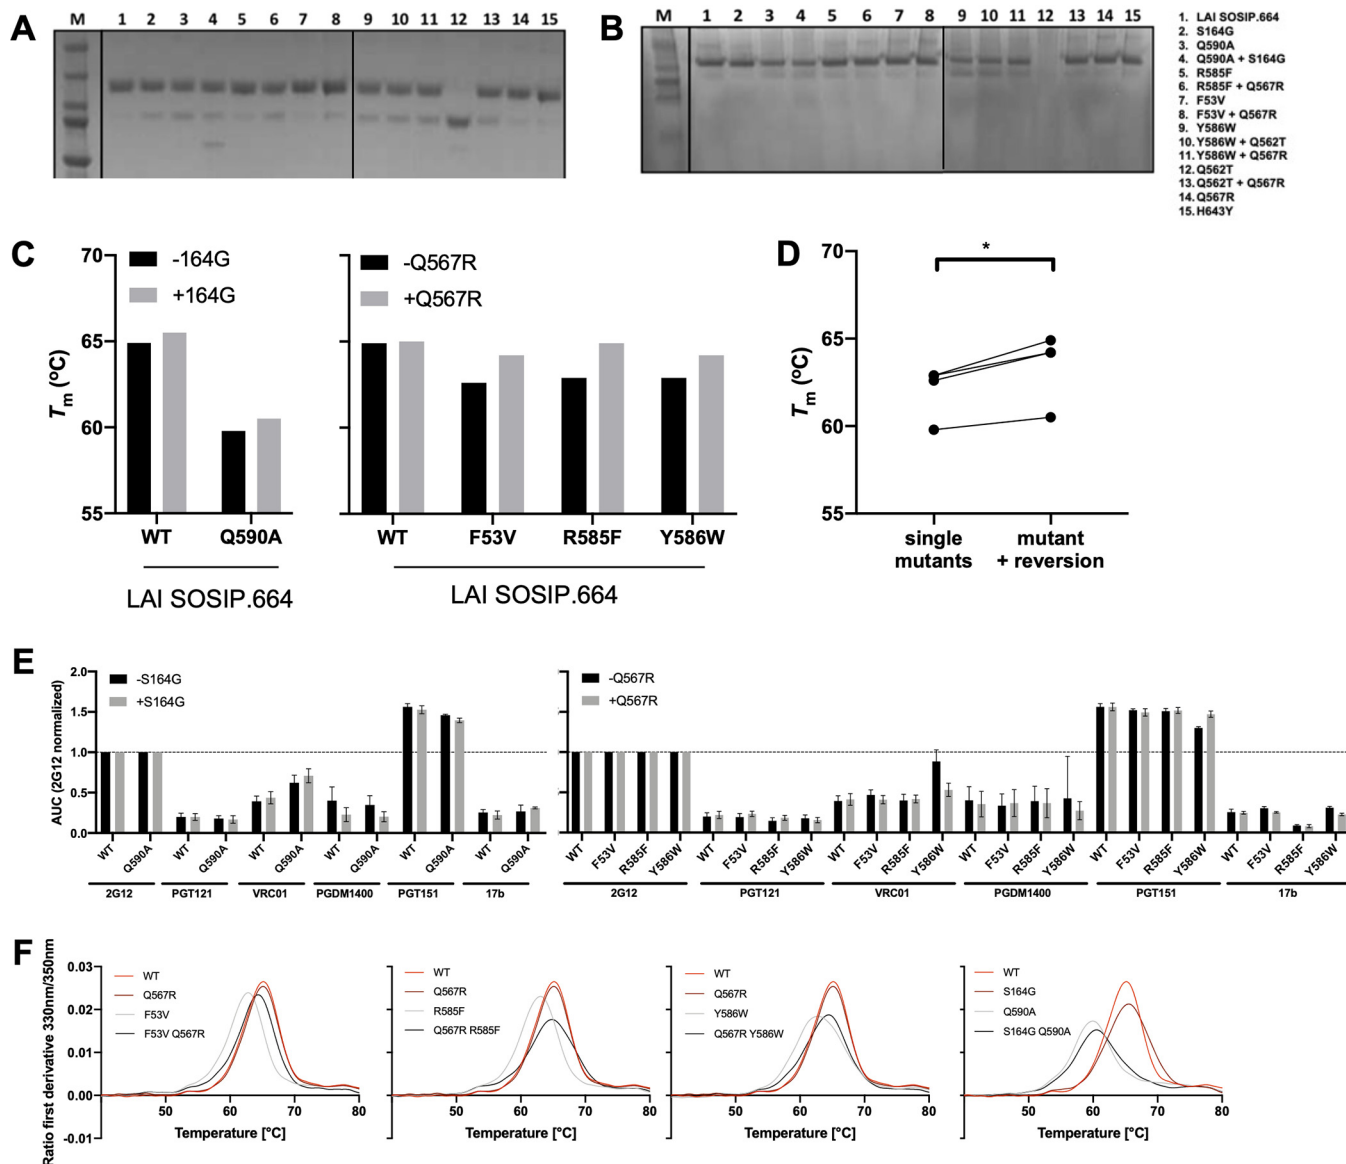 A
M 1 2 3 4 5 6 7 8 9 10 11 12 13 14 15
B
M 1 2 3 4 5 6 7 8 9 10 11 12 13 14 15
1. LAI SOSIP.664
2. S164G
3. Q590A
4. Q590A + S164G
5. R585F
6. R585F + Q567R
7. F53V
8. F53V + Q567R
9. Y586W
10. Y586W + Q562T
11. Y586W + Q567R
12. Q562T
13. Q562T + Q567R
14. Q567R
15. H643Y
C
-164G
+164G
70
65
60
55
Tm (°C)
WT Q590A
LAI SOSIP.664
-Q567R
+Q567R
WT F53V R585F Y586W
LAI SOSIP.664
D
*
70
65
60
55
Tm (°C)
single
mutants
mutant
+ reversion
E
AUC (2G12 normalized)
2.0
1.5
1.0
0.5
0.0
-S164G
+S164G
WT Q590A WT Q590A WT Q590A WT Q590A WT Q590A WT Q590A
2G12 PGT121 VRC01 PGDM1400 PGT151 17b
2.0
1.5
1.0
0.5
0.0
-Q567R
+Q567R
WT F53V R585F Y586W WT F53V R585F Y586W WT F53V R585F Y586W WT F53V R585F Y586W WT F53V R585F Y586W WT F53V R585F Y586W
2G12 PGT121 VRC01 PGDM1400 PGT151 17b
F
Ratio first derivative 330nm/350nm
0.03
0.02
0.01
0.00
-0.01
WT
Q567R
F53V
F53V Q567R
50 60 70 80
Temperature [°C]
WT
Q567R
R585F
Q567R R585F
50 60 70 80
Temperature [°C]
WT
Q567R
Y586W
Q567R Y586W
50 60 70 80
Temperature [°C]
WT
S164G
Q590A
S164G Q590A
50 60 70 80
Temperature [°C]